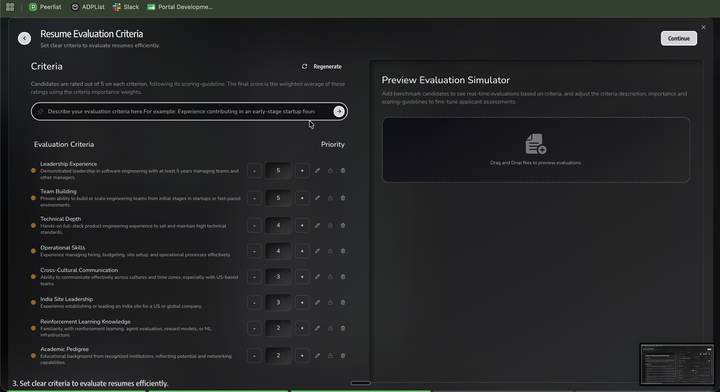 Peerlist
ADPList
Slack
Portal Developme...
Resume Evaluation Criteria
Set clear criteria to evaluate resumes efficiently.
Continue
Criteria
Regenerate
Candidates are rated out of 5 on each criterion, following its scoring-guideline. The final score is the weighted average of these
ratings using the criteria importance weights.
Describe your evaluation criteria here.For example: Experience contributing in an early-stage startup foun
Evaluation Criteria
Priority
Leadership Experience
Demonstrated leadership in software engineering with at least 5 years managing teams and
other managers.
- 5 +
Team Building
Proven ability to build or scale engineering teams from initial stages in startups or fast-paced
environments.
- 5 +
Technical Depth
Hands-on full-stack product engineering experience to set and maintain high technical
standards.
- 4 +
Operational Skills
Experience managing hiring, budgeting, site setup, and operational processes effectively.
- 4 +
Cross-Cultural Communication
Ability to communicate effectively across cultures and time zones, especially with US-based
teams.
- 3 +
India Site Leadership
Experience establishing or leading an India site for a US or global company.
- 3 +
Reinforcement Learning Knowledge
Familiarity with reinforcement learning, agent evaluation, reward models, or ML
infrastructure.
- 2 +
Academic Pedigree
Educational background from recognized institutions, reflecting potential and networking
capabilities.
- 2 +
Preview Evaluation Simulator
Add benchmark candidates to see real-time evaluations based on criteria, and adjust the criteria description, importance and
scoring-guidelines to fine-tune applicant assessments.
Drag and Drop files to preview evaluations.
3. Set clear criteria to evaluate resumes efficiently.